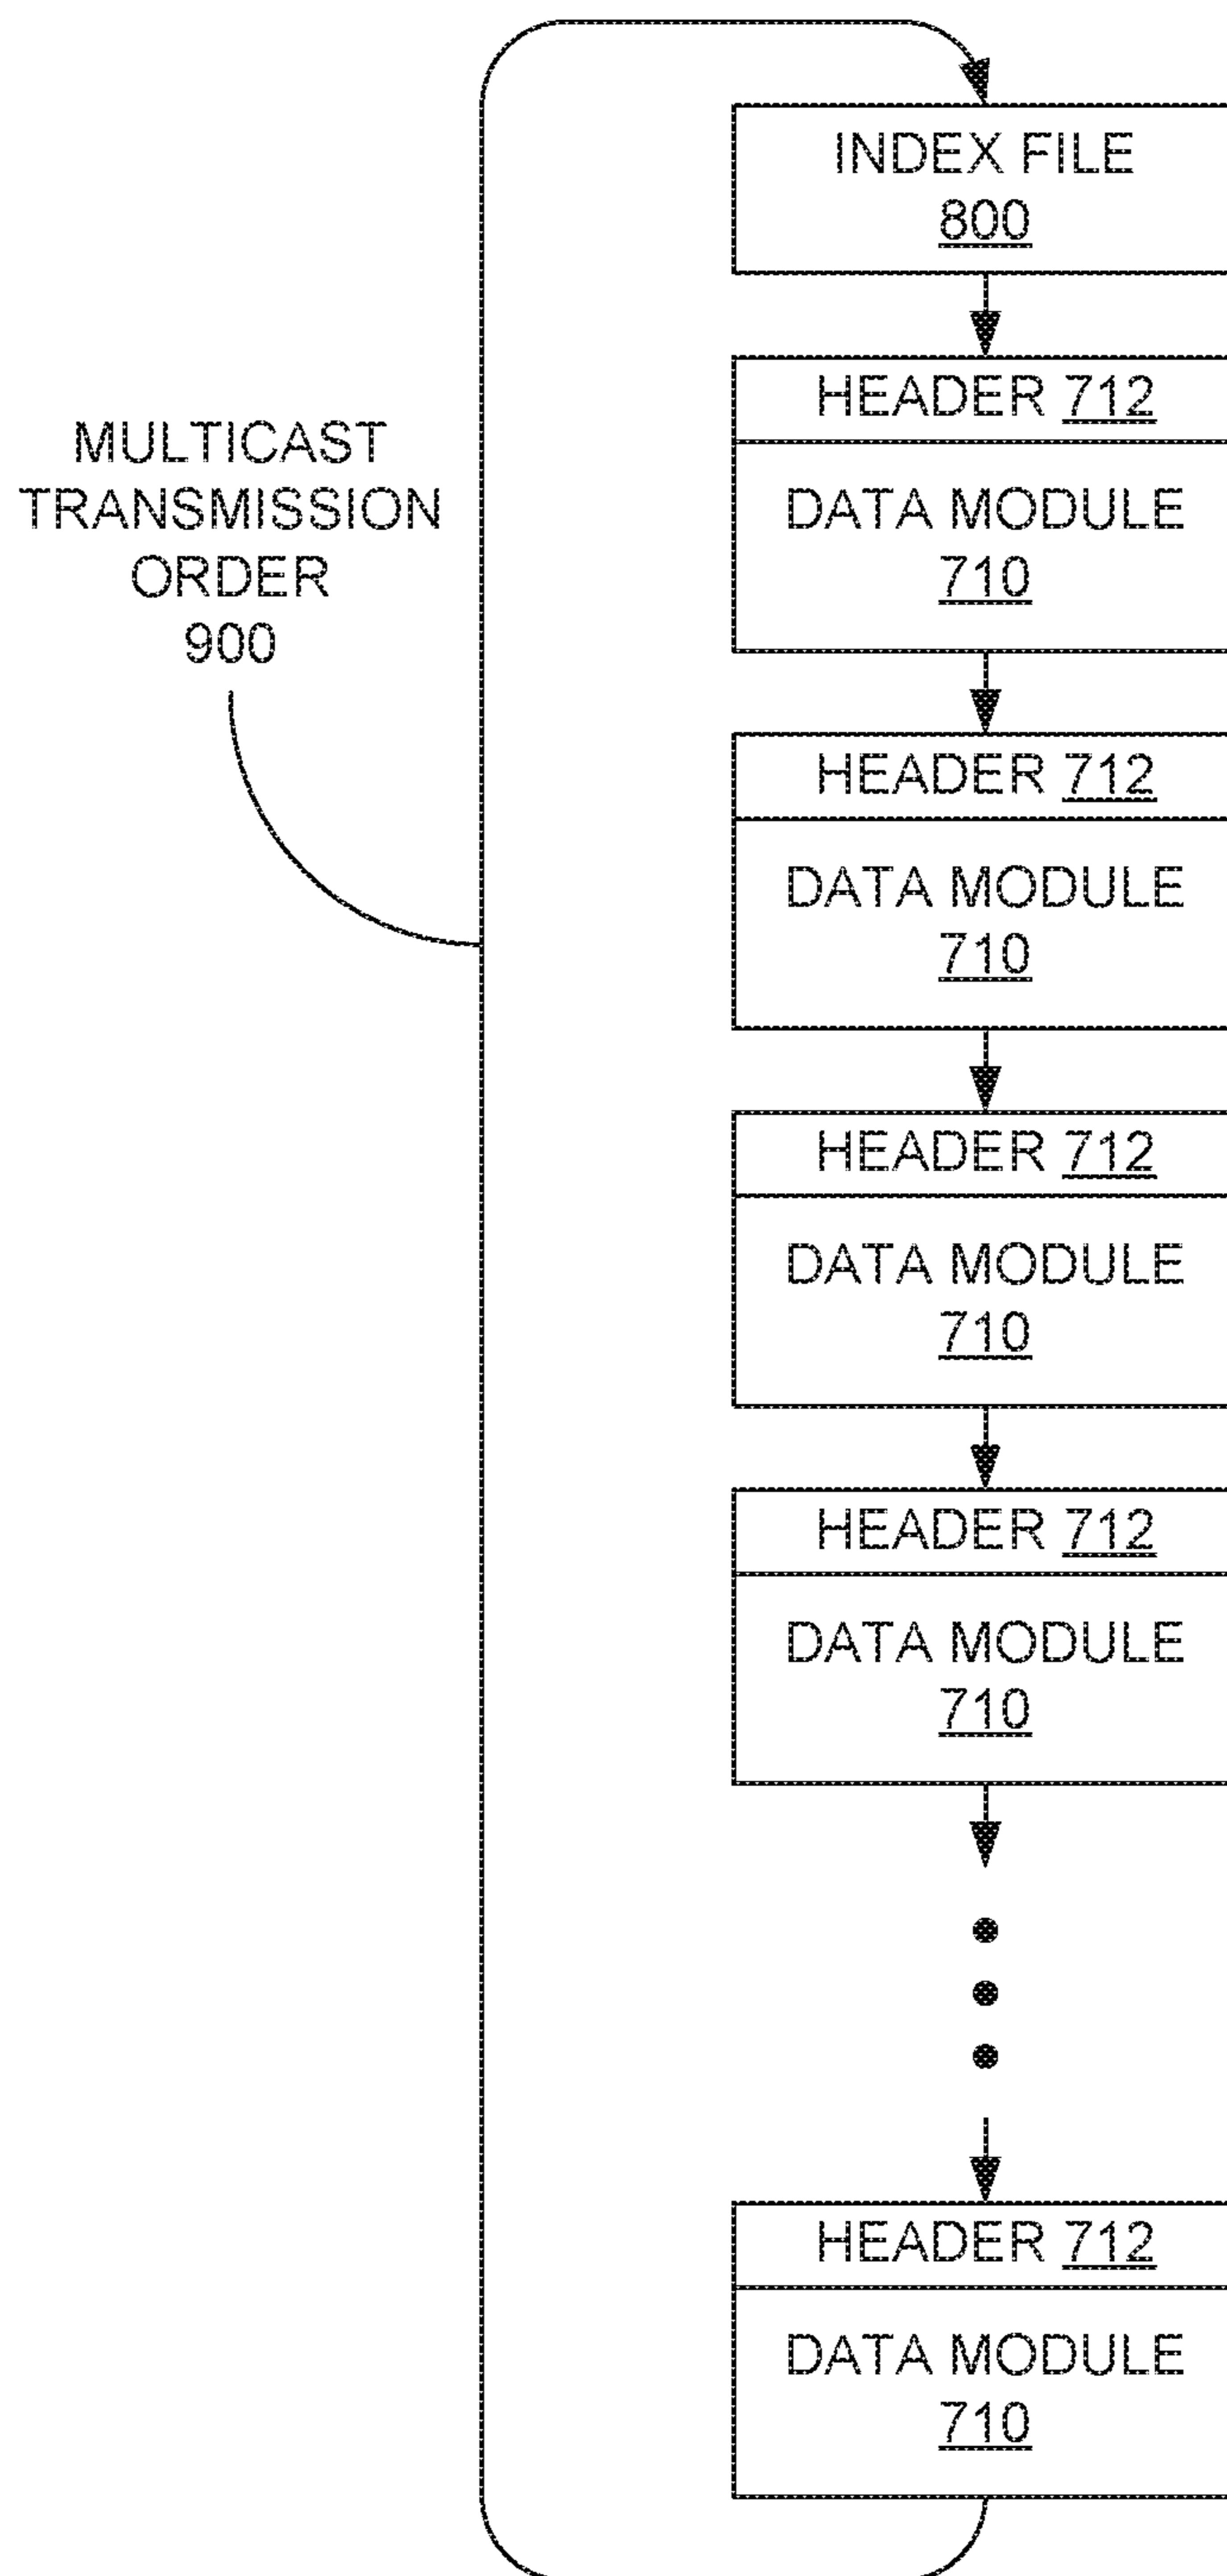 INDEX FILE
800
MULTICAST
TRANSMISSION
ORDER
900
HEADER 712
DATA MODULE
710
HEADER 712
DATA MODULE
710
HEADER 712
DATA MODULE
710
HEADER 712
DATA MODULE
710
HEADER 712
DATA MODULE
710